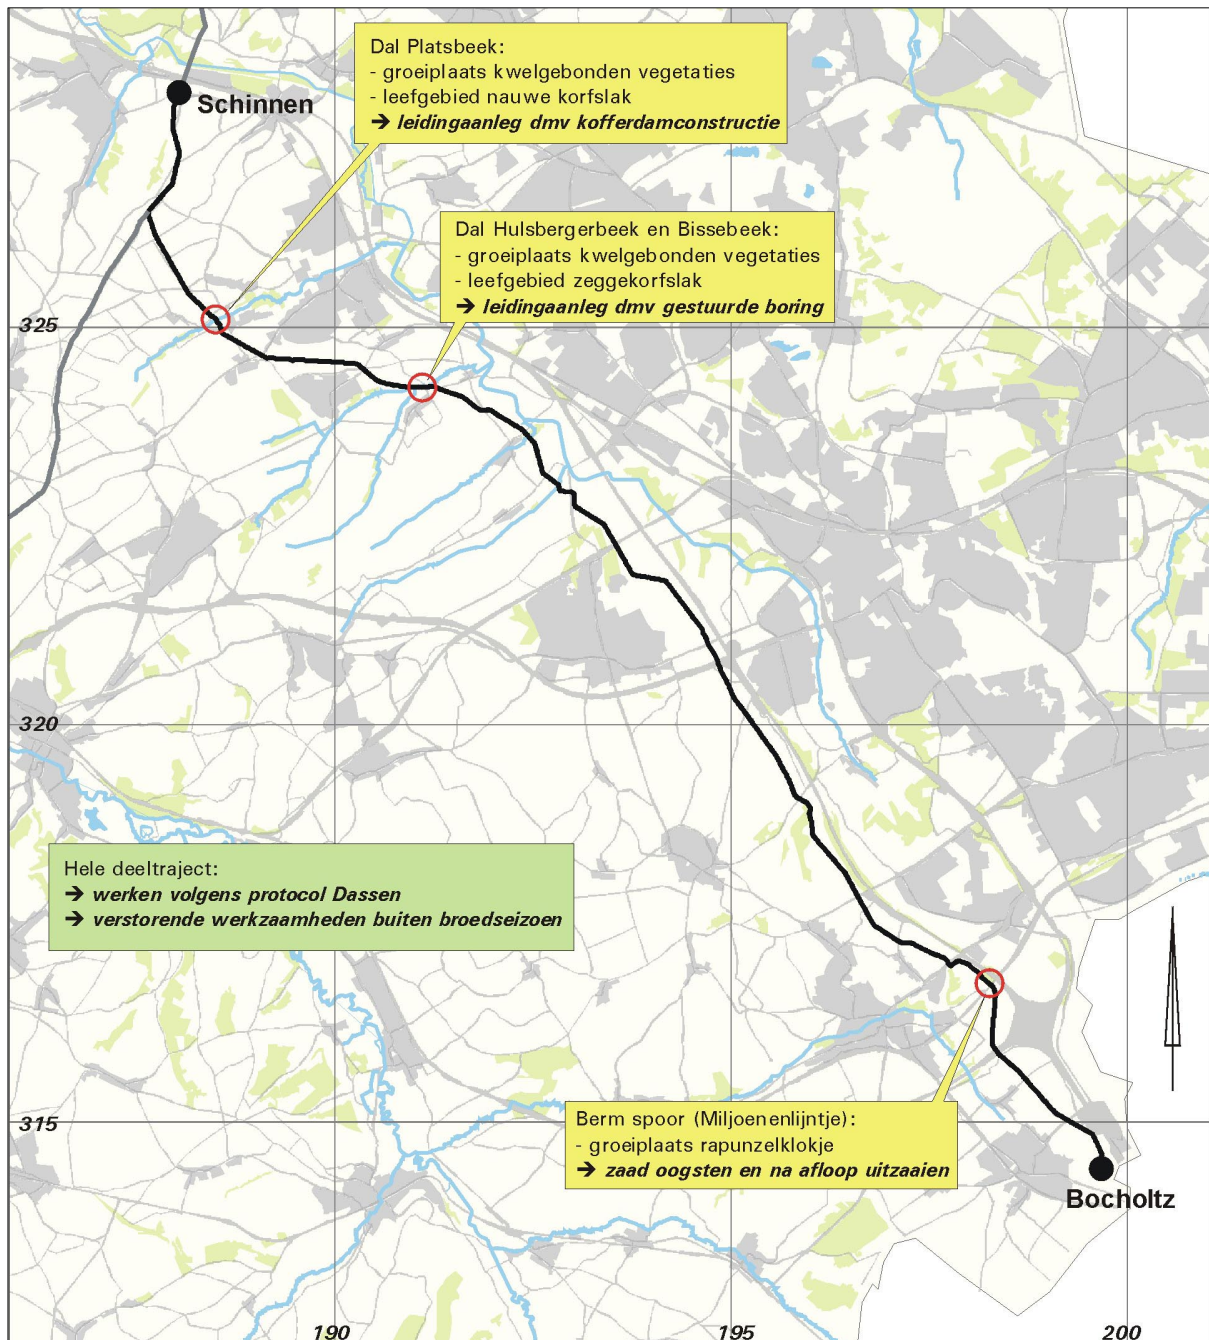 Dal Platsbeek:
- groeiplaats kwelgebonden vegetaties
- leefgebied nauwe korfslak
➔ leidingaanleg dmv kofferdamconstructie
Schinnen
Dal Hulsbergerbeek en Bissebeek:
- groeiplaats kwelgebonden vegetaties
- leefgebied zeggekorfslak
➔ leidingaanleg dmv gestuurde boring
325
320
Hele deeltraject:
➔ werken volgens protocol Dassen
➔ verstorende werkzaamheden buiten broedseizoen
315
Berm spoor (Miljoenenlijntje):
- groeiplaats rapunzelklokje
➔ zaad oogsten en na afloop uitzaaien
Bocholtz
190
195
200